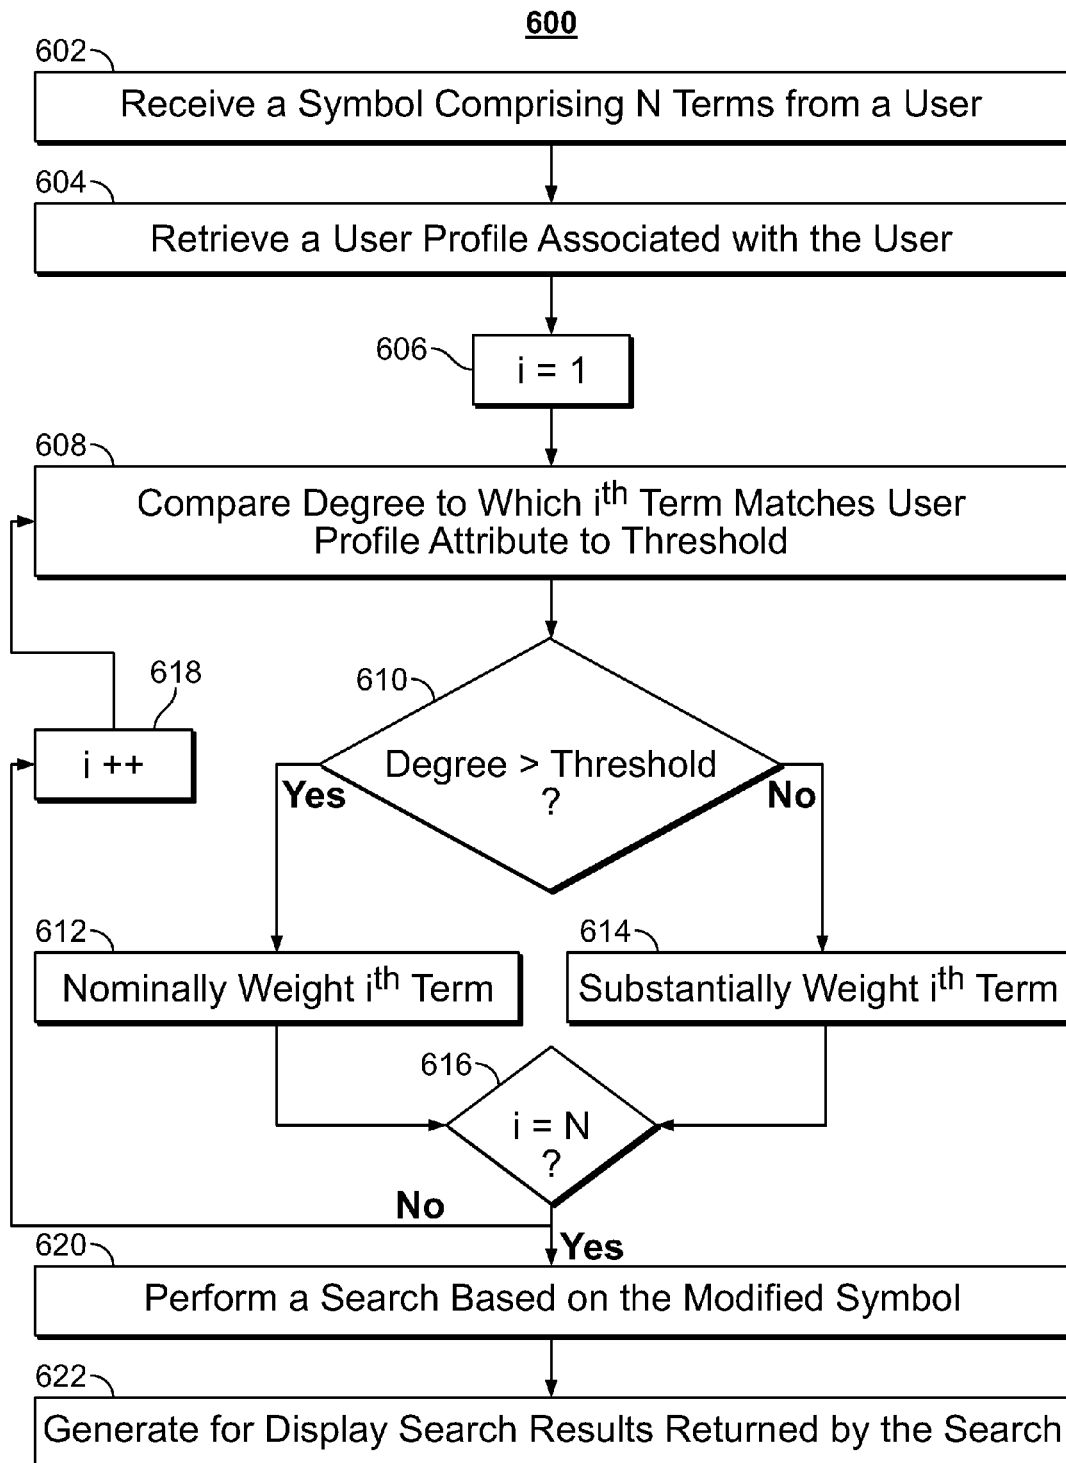 600
602
Receive a Symbol Comprising N Terms from a User
604
Retrieve a User Profile Associated with the User
606
i = 1
608
Compare Degree to Which ith Term Matches User
Profile Attribute to Threshold
618
i ++
610
Degree > Threshold
?
Yes
No
612
Nominally Weight ith Term
614
Substantially Weight ith Term
616
i = N
?
No
Yes
620
Perform a Search Based on the Modified Symbol
622
Generate for Display Search Results Returned by the Search